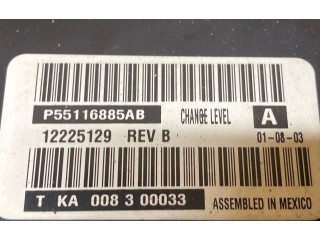 P55116885AB CHANGE LEVEL A
12225129 REV B 01-08-03
T KA 008 3 00033 ASSEMBLED IN MEXICO